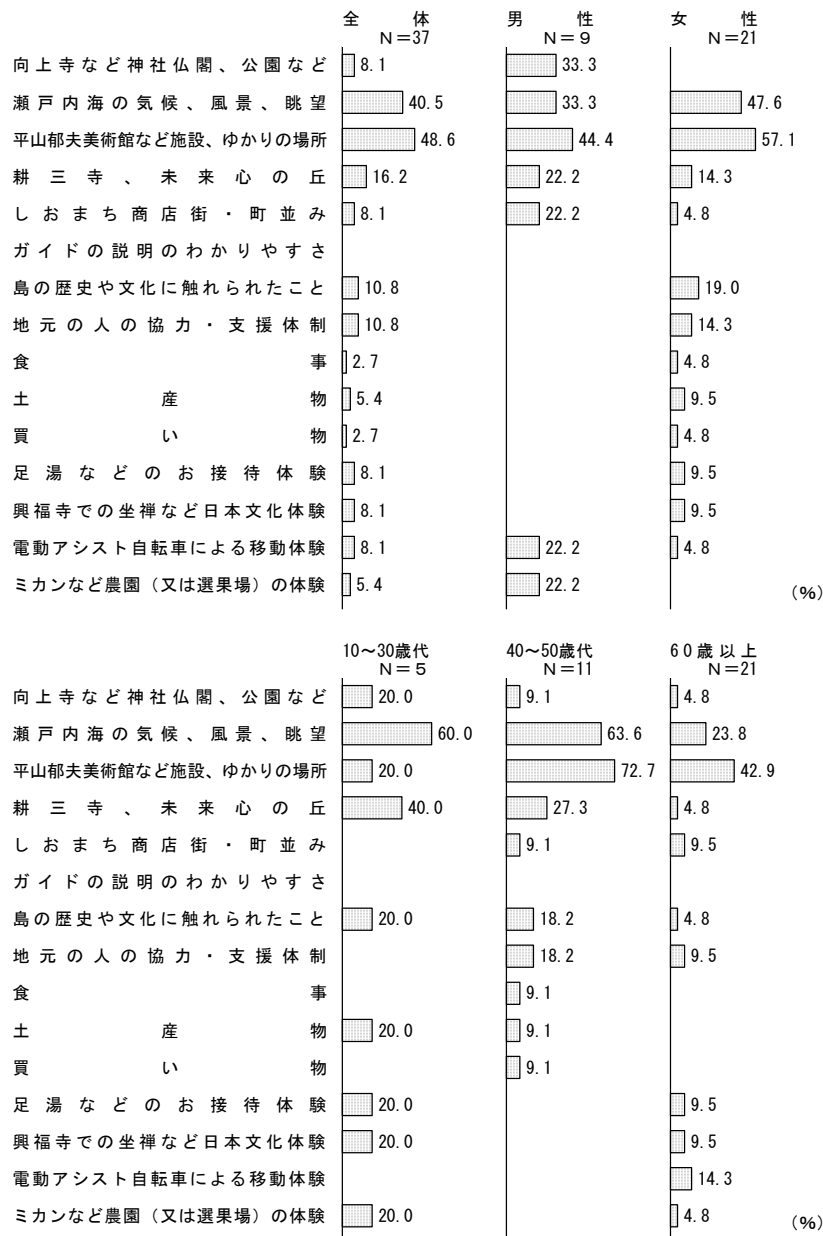 全体 男性 女性
N=37 N=9 N=21
向上寺など神社仏閣、公園など 8.1 33.3
瀬戸内海の気候、風景、眺望 40.5 33.3 47.6
平山郁夫美術館など施設、ゆかりの場所 48.6 44.4 57.1
耕三寺、未来心の丘 16.2 22.2 14.3
しおまち商店街・町並み 8.1 22.2 4.8
ガイドの説明のわかりやすさ
島の歴史や文化に触れられたこと 10.8 19.0
地元の人の協力・支援体制 10.8 14.3
食事 2.7 4.8
土産物 5.4 9.5
買い物 2.7 4.8
足湯などのお接待体験 8.1 9.5
興福寺での坐禅など日本文化体験 8.1 9.5
電動アシスト自転車による移動体験 8.1 22.2 4.8
ミカンなど農園（又は選果場）の体験 5.4 22.2
（%）
10～30歳代 40～50歳代 60歳以上
N=5 N=11 N=21
向上寺など神社仏閣、公園など 20.0 9.1 4.8
瀬戸内海の気候、風景、眺望 60.0 63.6 23.8
平山郁夫美術館など施設、ゆかりの場所 20.0 72.7 42.9
耕三寺、未来心の丘 40.0 27.3 4.8
しおまち商店街・町並み 9.1 9.5
ガイドの説明のわかりやすさ
島の歴史や文化に触れられたこと 20.0 18.2 4.8
地元の人の協力・支援体制 18.2 9.5
食事 9.1
土産物 20.0 9.1
買い物 9.1
足湯などのお接待体験 20.0 9.5
興福寺での坐禅など日本文化体験 20.0 9.5
電動アシスト自転車による移動体験 14.3
ミカンなど農園（又は選果場）の体験 20.0 4.8
（%）